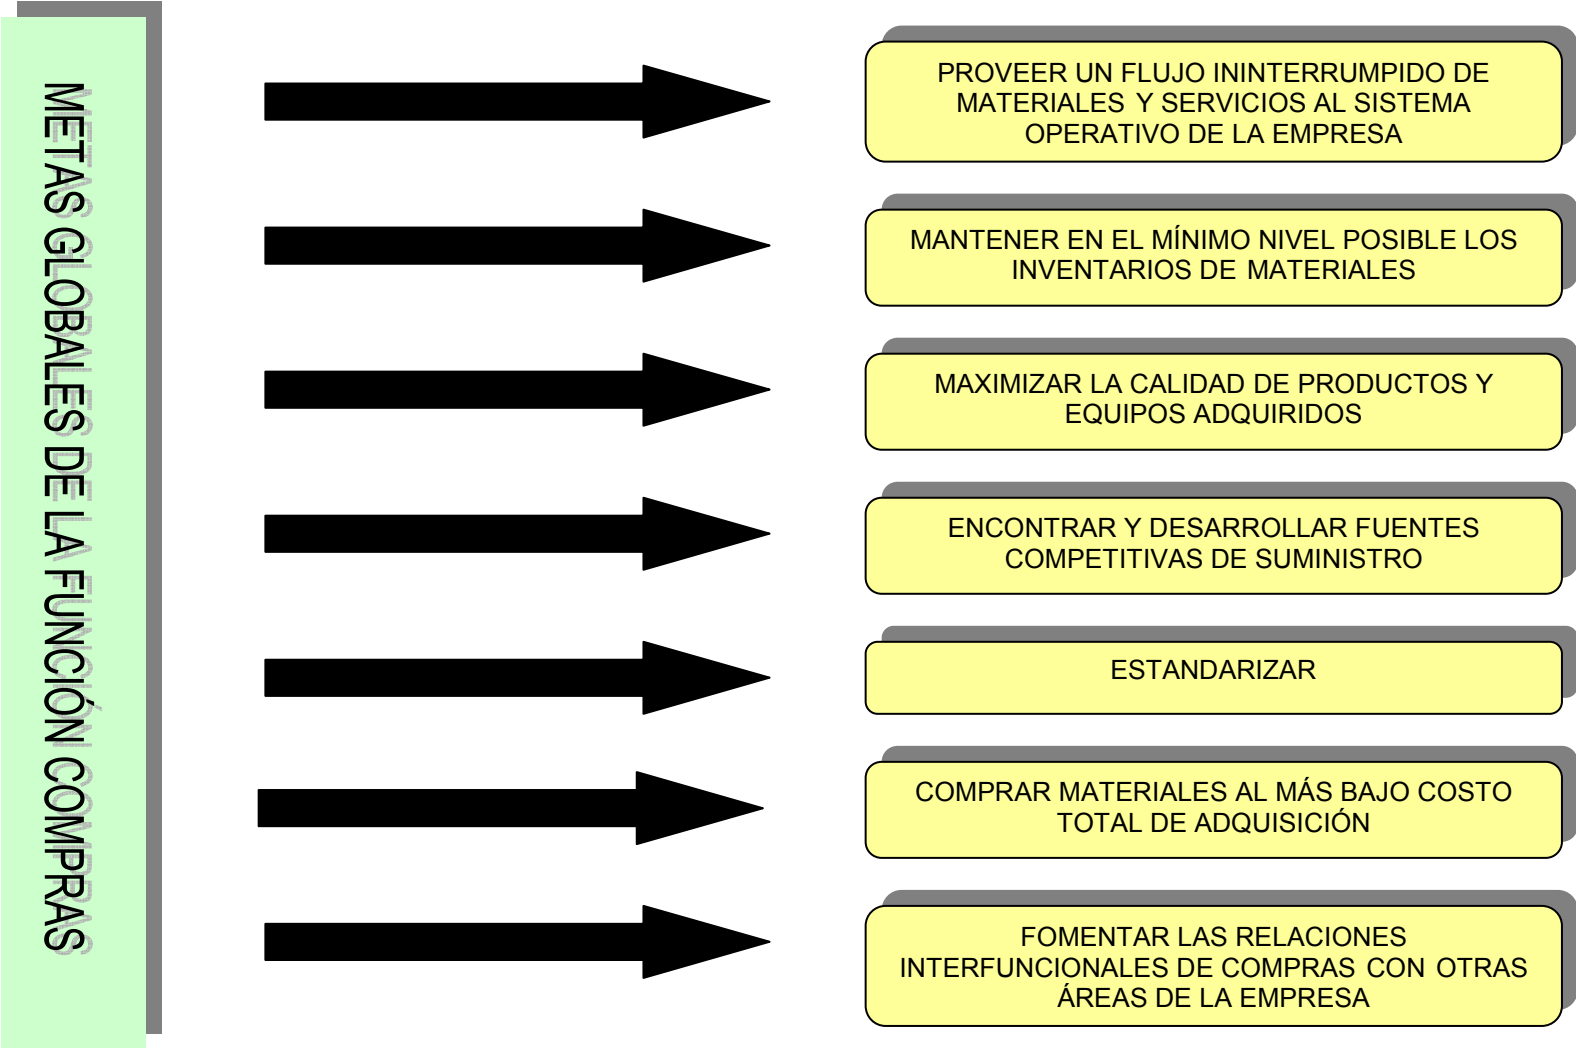 METAS GLOBALES DE LA FUNCIÓN COMPRAS
PROVEER UN FLUJO ININTERRUMPIDO DE
MATERIALES Y SERVICIOS AL SISTEMA
OPERATIVO DE LA EMPRESA
MANTENER EN EL MÍNIMO NIVEL POSIBLE LOS
INVENTARIOS DE MATERIALES
MAXIMIZAR LA CALIDAD DE PRODUCTOS Y
EQUIPOS ADQUIRIDOS
ENCONTRAR Y DESARROLLAR FUENTES
COMPETITIVAS DE SUMINISTRO
ESTANDARIZAR
COMPRAR MATERIALES AL MÁS BAJO COSTO
TOTAL DE ADQUISICIÓN
FOMENTAR LAS RELACIONES
INTERFUNCIONALES DE COMPRAS CON OTRAS
ÁREAS DE LA EMPRESA